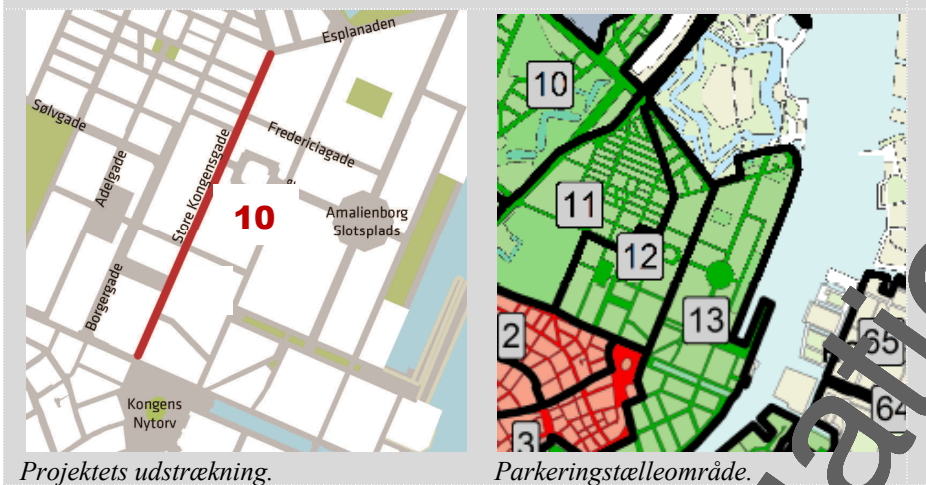 Esplanaden
Sølvgade
Fredericiagade
Adelgade
Store Kongensgade
10
Amalienborg
Slotsplads
Borgergade
Kongens
Nytorv
10
11
12
13
2
3
65
64
Projektets udstrækning.
Parkeringstælleområde.